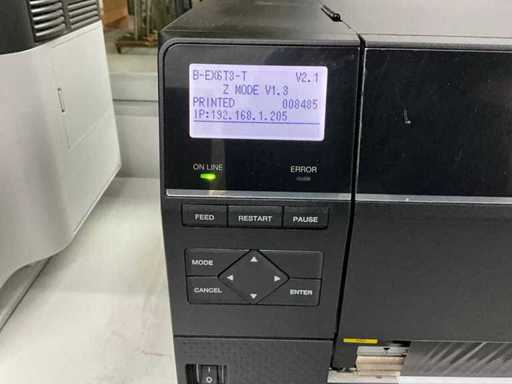 B-EX6T3-T V2.1
Z MODE V1.3
PRINTED 008485
IP:192.168.1.205
ON LINE ERROR
FEED RESTART PAUSE
MODE
CANCEL ENTER